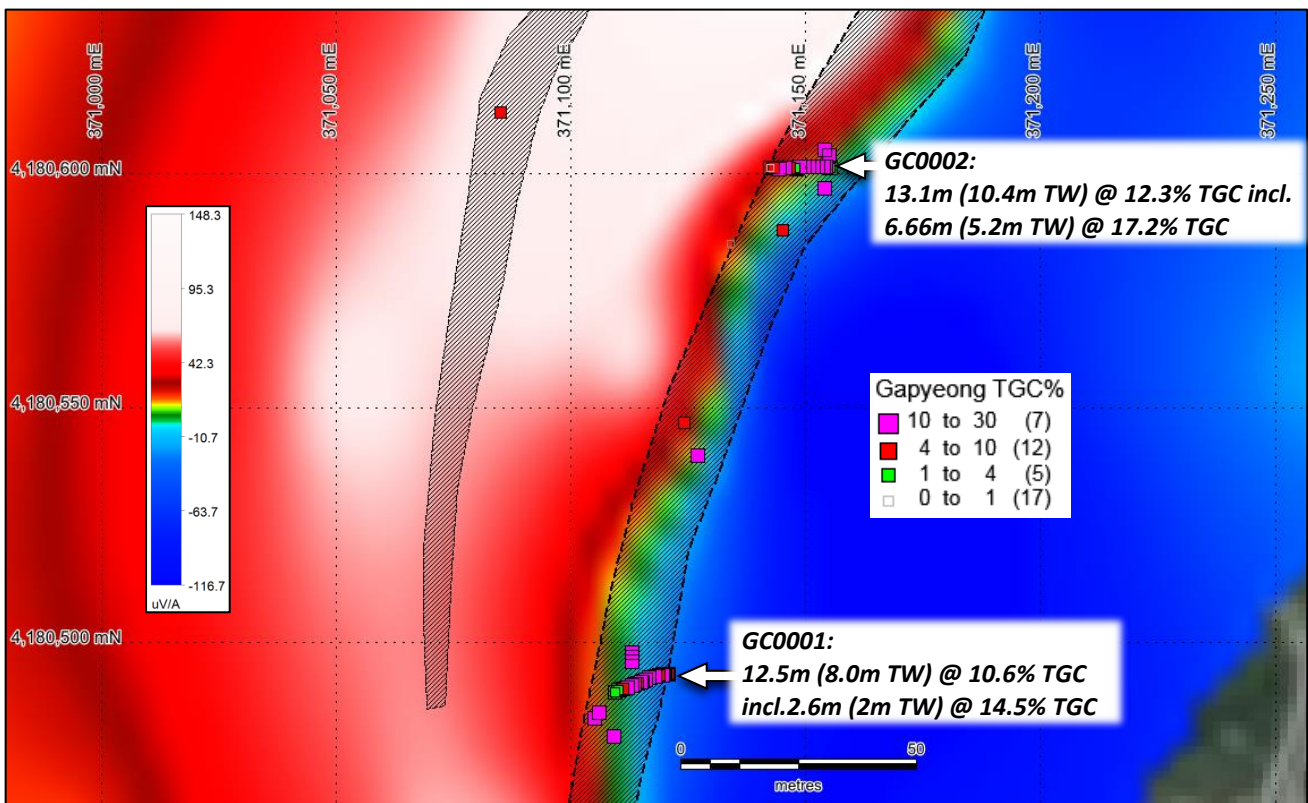 371,000 mE
371,050 mE
371,100 mE
371,150 mE
371,200 mE
371,250 mE
4,180,600 mN
GC0002:
13.1m (10.4m TW) @ 12.3% TGC incl.
6.66m (5.2m TW) @ 17.2% TGC
148.3
95.3
42.3
-10.7
-63.7
-116.7
uV/A
4,180,550 mN
Gapyeong TGC%
10 to 30 (7)
4 to 10 (12)
1 to 4 (5)
0 to 1 (17)
4,180,500 mN
GC0001:
12.5m (8.0m TW) @ 10.6% TGC
incl.2.6m (2m TW) @ 14.5% TGC
0 50
metres